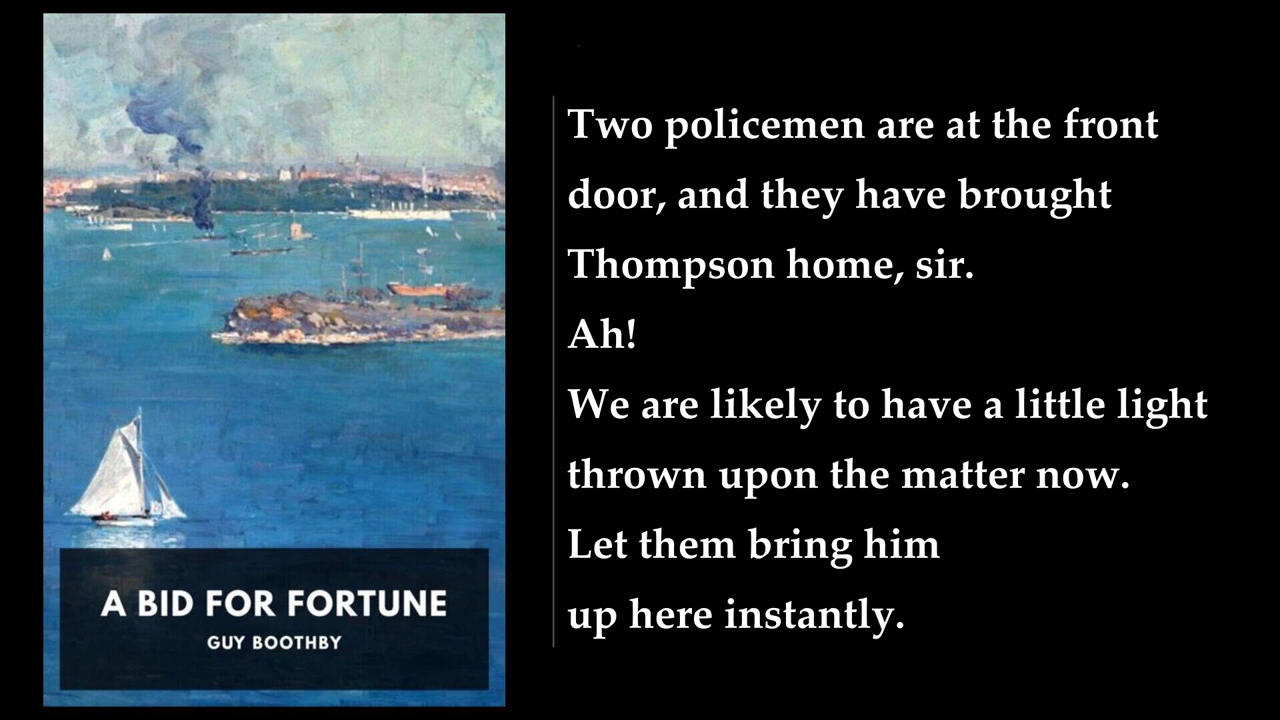 A BID FOR FORTUNE
GUY BOOTHBY
Two policemen are at the front
door, and they have brought
Thompson home, sir.
Ah!
We are likely to have a little light
thrown upon the matter now.
Let them bring him
up here instantly.